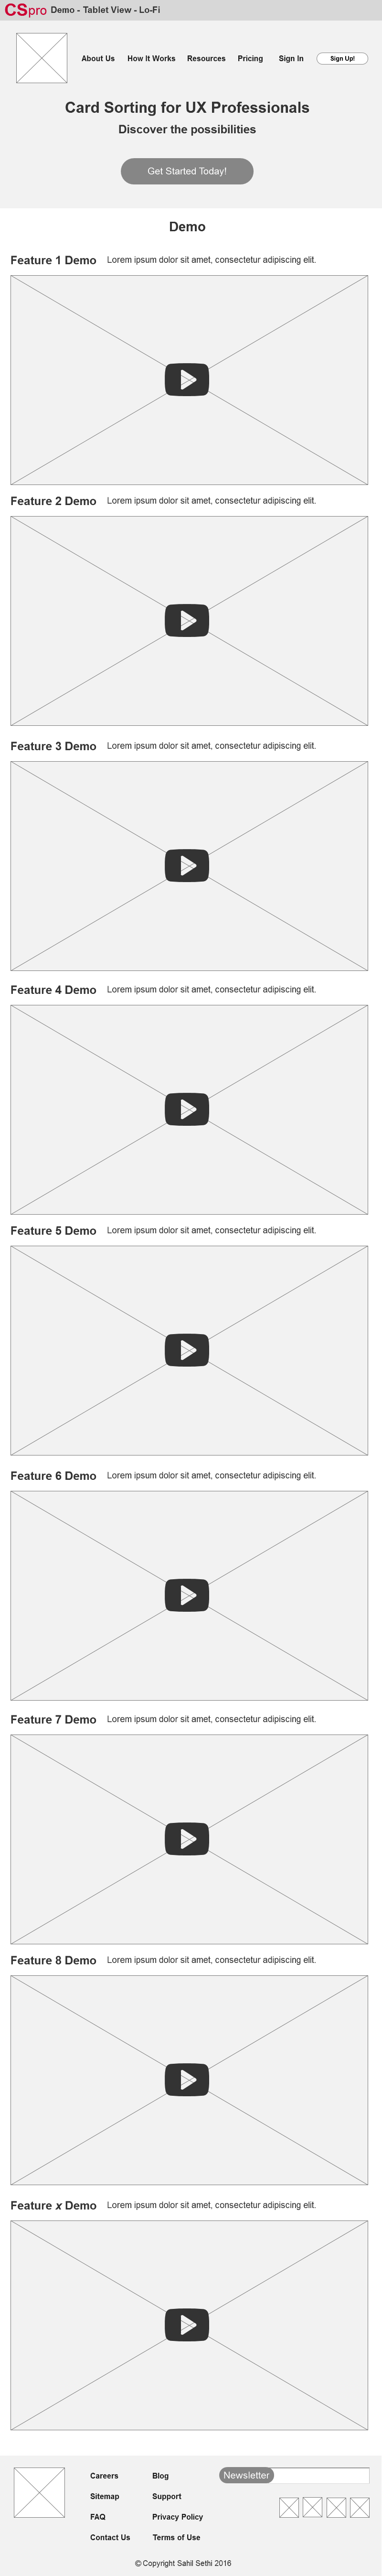 CSpro Demo - Tablet View - Lo-Fi
About Us How It Works Resources Pricing Sign In Sign Up!
Card Sorting for UX Professionals
Discover the possibilities
Get Started Today!
Demo
Feature 1 Demo Lorem ipsum dolor sit amet, consectetur adipiscing elit.
Feature 2 Demo Lorem ipsum dolor sit amet, consectetur adipiscing elit.
Feature 3 Demo Lorem ipsum dolor sit amet, consectetur adipiscing elit.
Feature 4 Demo Lorem ipsum dolor sit amet, consectetur adipiscing elit.
Feature 5 Demo Lorem ipsum dolor sit amet, consectetur adipiscing elit.
Feature 6 Demo Lorem ipsum dolor sit amet, consectetur adipiscing elit.
Feature 7 Demo Lorem ipsum dolor sit amet, consectetur adipiscing elit.
Feature 8 Demo Lorem ipsum dolor sit amet, consectetur adipiscing elit.
Feature x Demo Lorem ipsum dolor sit amet, consectetur adipiscing elit.
Careers Blog Newsletter
Sitemap Support
FAQ Privacy Policy
Contact Us Terms of Use
© Copyright Sahil Sethi 2016